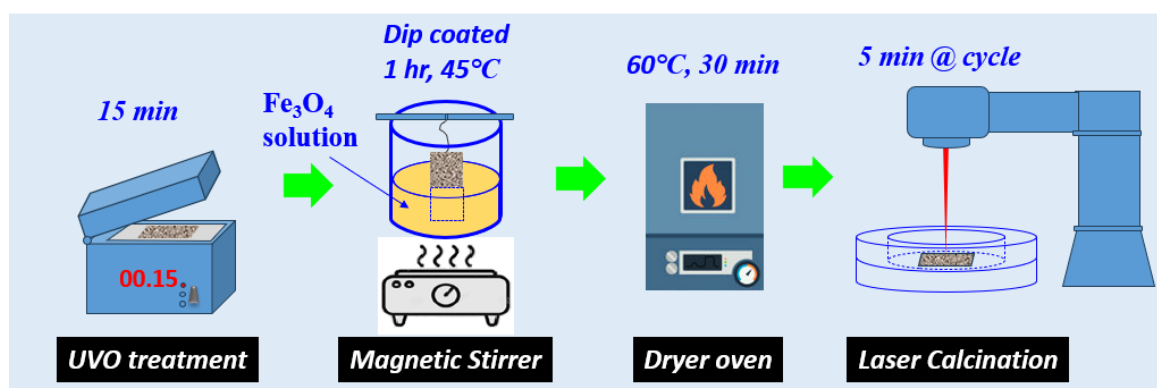 15 min
Dip coated
1 hr, 45°C
Fe₃O₄
solution
60°C, 30 min
5 min @ cycle
00.15
UVO treatment
Magnetic Stirrer
Dryer oven
Laser Calcination